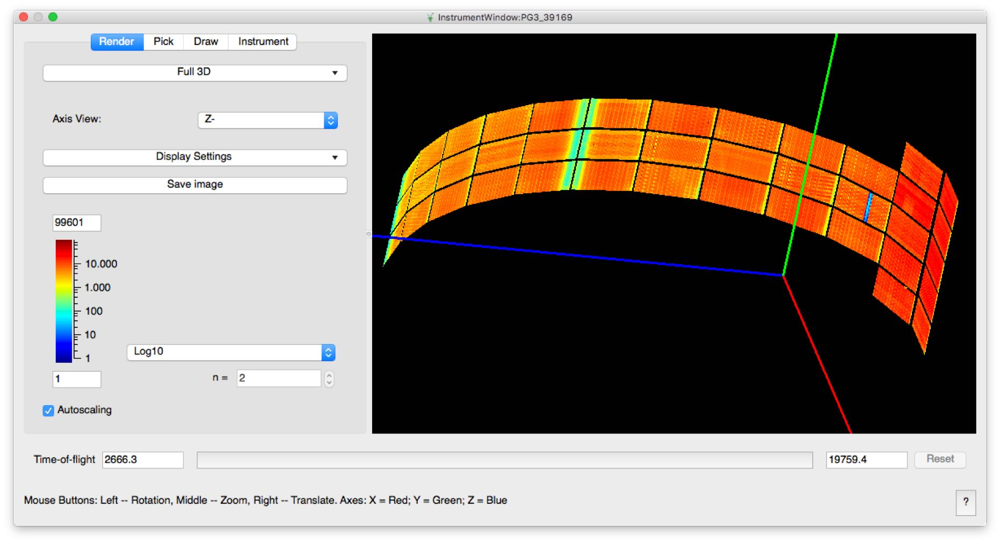 InstrumentWindow:PG3_39169
Render Pick Draw Instrument
Full 3D
Axis View: Z-
Display Settings
Save image
99601
10.000
1.000
100
10
1
Log10
1
n = 2
Autoscaling
Time-of-flight 2666.3 19759.4 Reset
Mouse Buttons: Left -- Rotation, Middle -- Zoom, Right -- Translate. Axes: X = Red; Y = Green; Z = Blue
?